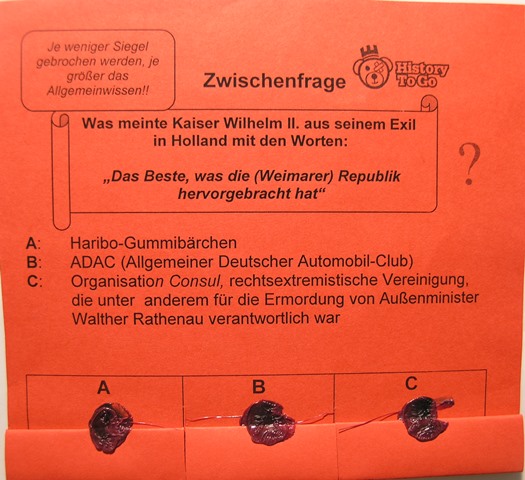 Je weniger Siegel
gebrochen werden, je
größer das
Allgemeinwissen!!
Zwischenfrage
History
To Go
Was meinte Kaiser Wilhelm II. aus seinem Exil
in Holland mit den Worten:
„Das Beste, was die (Weimarer) Republik
hervorgebracht hat“
?
A: Haribo-Gummibärchen
B: ADAC (Allgemeiner Deutscher Automobil-Club)
C: Organisation Consul, rechtsextremistische Vereinigung,
die unter anderem für die Ermordung von Außenminister
Walther Rathenau verantwortlich war
A B C